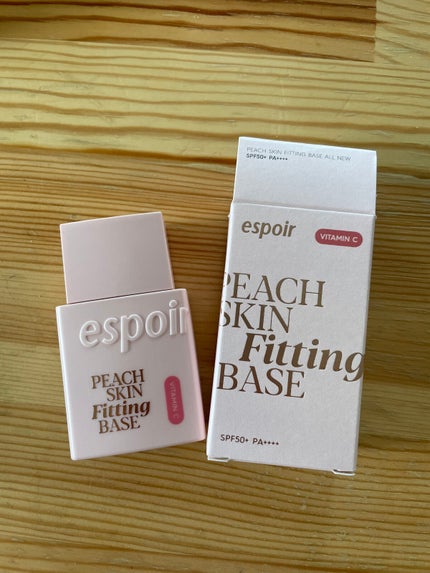 PEACH SKIN FITTING BASE ALL NEW
SPF50+ PA++++
espoir
VITAMIN C
PEACH
SKIN
Fitting
BASE
SPF50+ PA++++
espoir
PEACH
SKIN
Fitting
BASE
VITAMIN C